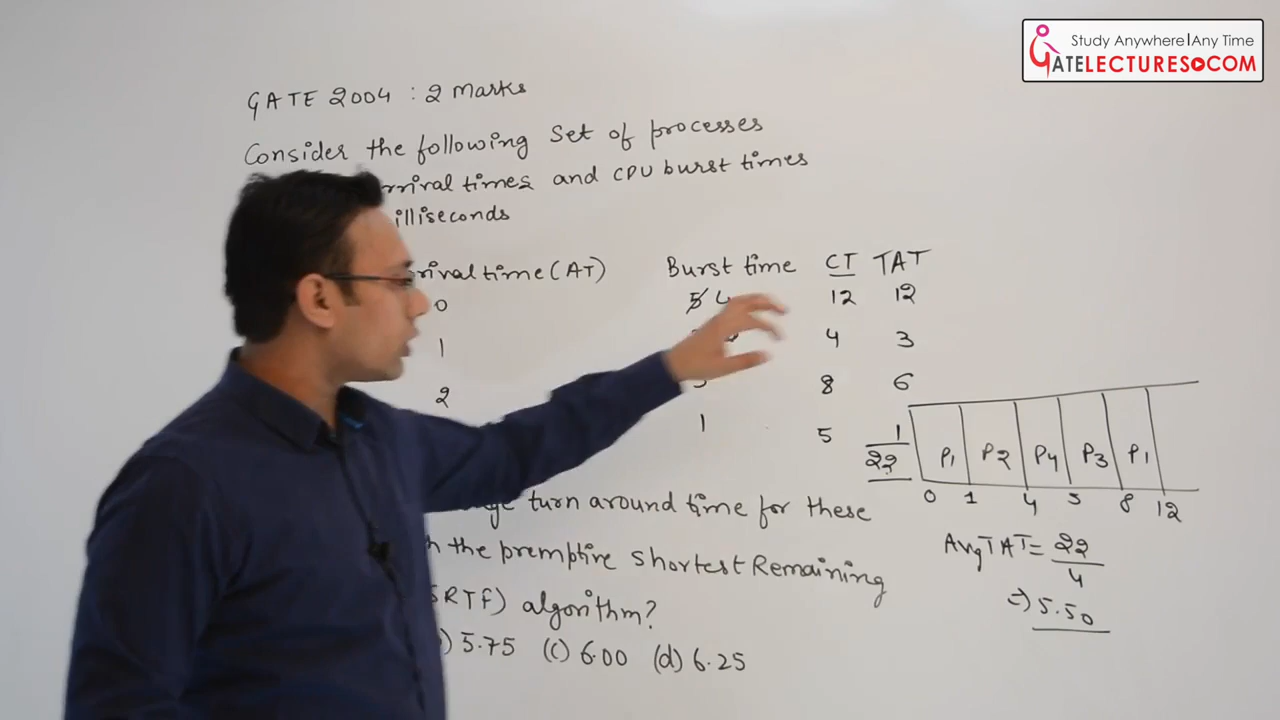 Study Anywhere|Any Time
GATELECTURES.COM
GATE 2004 : 2 Marks
Consider the following Set of processes
times and CPU burst times
illiseconds
time (AT) Burst time CT TAT
0 5 4 12 12
1 4 3
2 8 6
1 5 1
22
P1 P2 P4 P3 P1
0 1 4 5 8 12
turn around time for these
the premptive Shortest Remaining
SRTf) algorithm?
) 5.75 (c) 6.00 (d) 6.25
Avg TAT = 22
4
=) 5.50